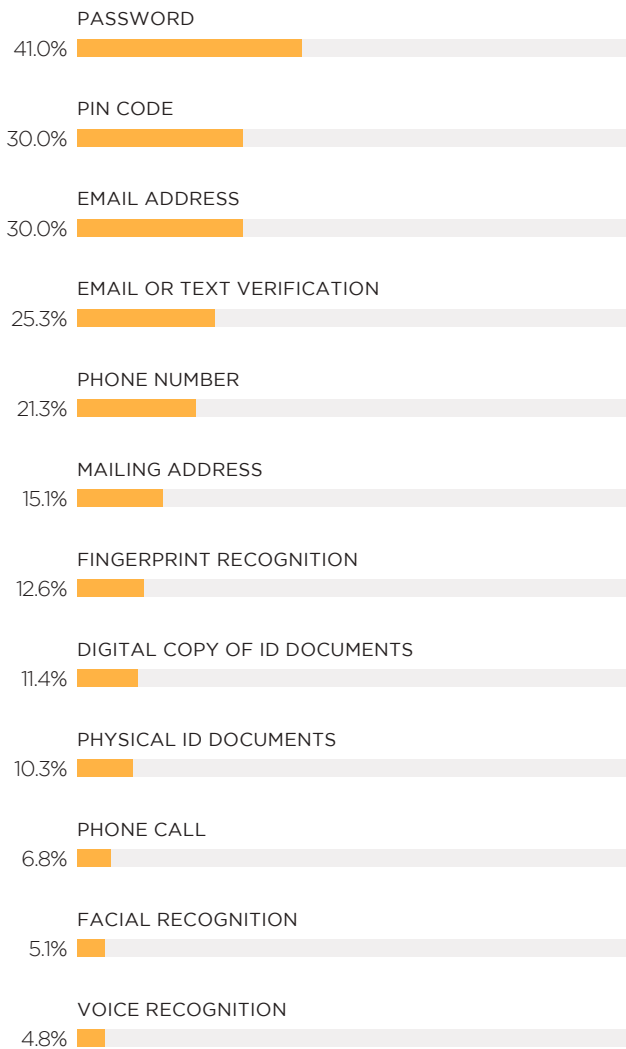 PASSWORD
41.0%
PIN CODE
30.0%
EMAIL ADDRESS
30.0%
EMAIL OR TEXT VERIFICATION
25.3%
PHONE NUMBER
21.3%
MAILING ADDRESS
15.1%
FINGERPRINT RECOGNITION
12.6%
DIGITAL COPY OF ID DOCUMENTS
11.4%
PHYSICAL ID DOCUMENTS
10.3%
PHONE CALL
6.8%
FACIAL RECOGNITION
5.1%
VOICE RECOGNITION
4.8%